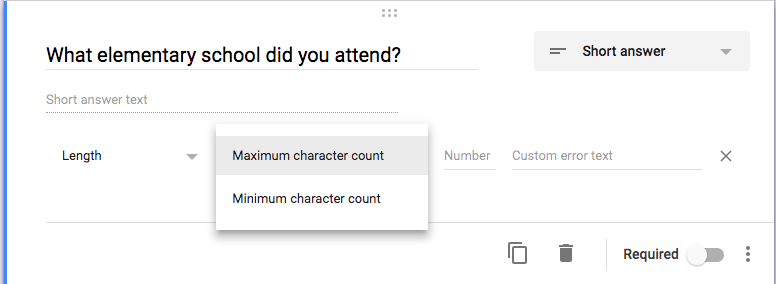 What elementary school did you attend?
Short answer
Short answer text
Length
Maximum character count
Number
Custom error text
Minimum character count
Required